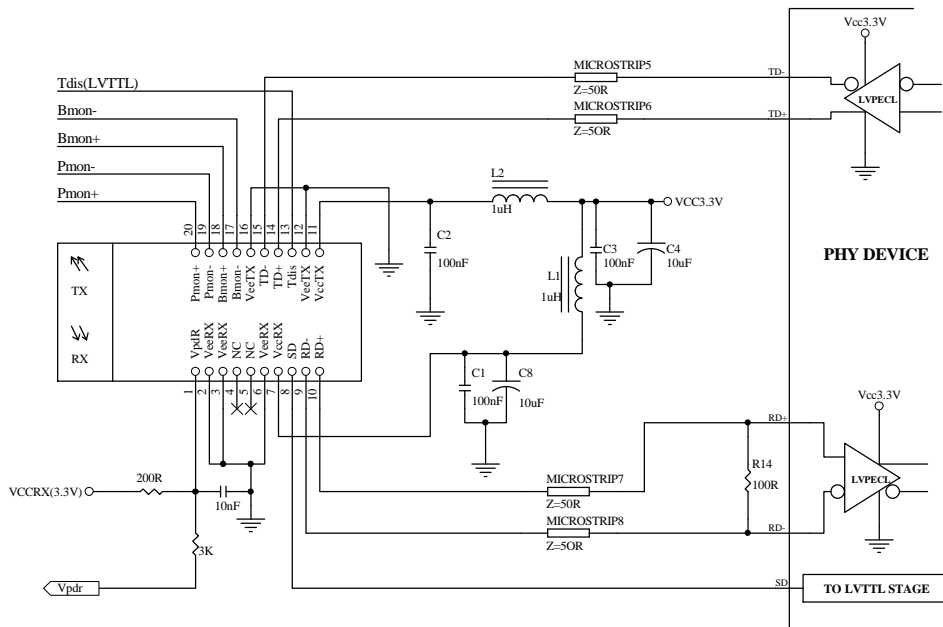 Vcc3.3V
MICROSTRIP5
TD-
Z=50R
Tdis(LVTTL)
LVPECL
MICROSTRIP6
TD+
Z=5OR
Bmon-
Bmon+
Pmon-
L2
Pmon+
1uH
VCC3.3V
20 19 18 17 16 15 14 13 12 11
C2
100nF
C3
100nF
C4
10uF
PHY DEVICE
L1
1uH
TX
Pmon+ Pmon- Bmon+ Bmon- VeeTX TD- TD+ Tdis VeeTX VccTX
RX
VpdR VeeRX VeeRX NC NC VeeRX VccRX SD RD- RD+
1 2 3 4 5 6 7 8 9 10
C1
100nF
C8
10uF
Vcc3.3V
RD+
R14
100R
LVPECL
200R
VCCRX(3.3V)
10nF
MICROSTRIP7
Z=50R
MICROSTRIP8
RD-
Z=5OR
3K
Vpdr
SD
TO LVTTL STAGE